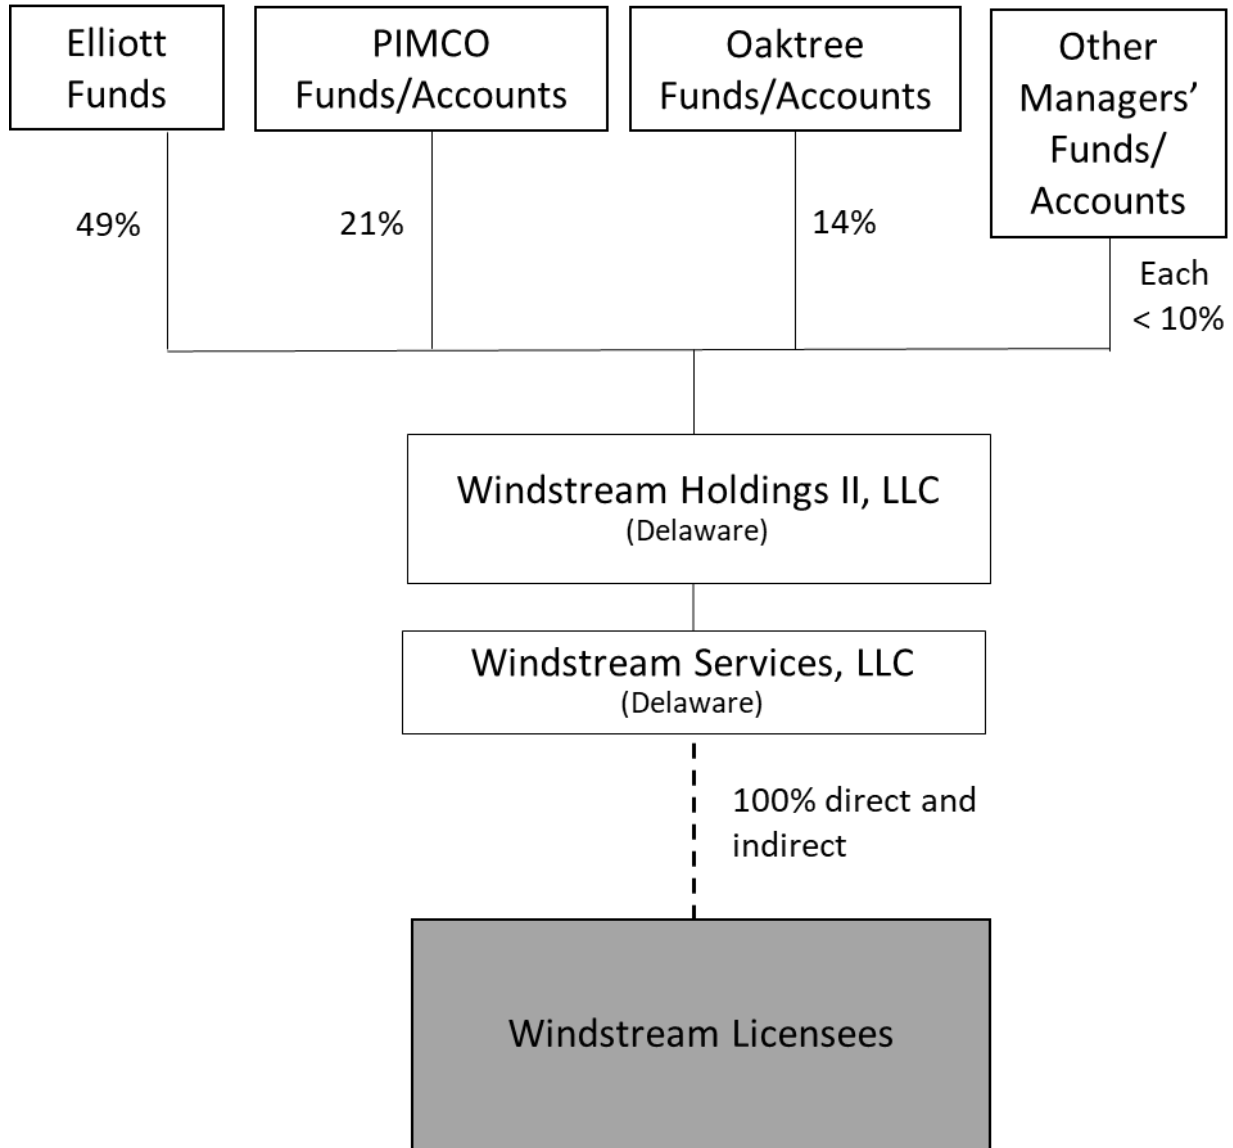 Elliott
Funds
PIMCO
Funds/Accounts
Oaktree
Funds/Accounts
Other
Managers’
Funds/
Accounts
49%
21%
14%
Each
< 10%
Windstream Holdings II, LLC
(Delaware)
Windstream Services, LLC
(Delaware)
100% direct and
indirect
Windstream Licensees